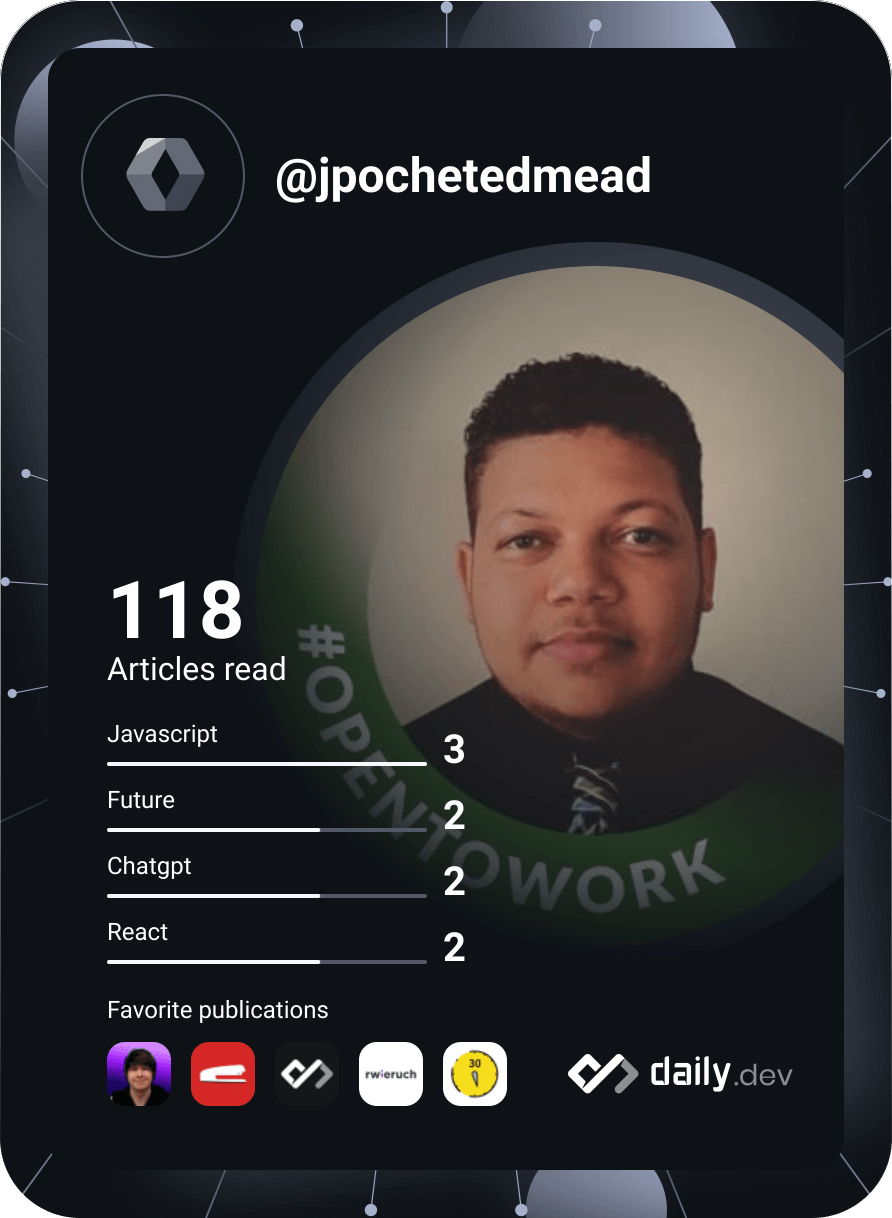 @jpochetedmead
118
Articles read
#OPENTOWORK
Javascript
3
Future
2
Chatgpt
2
React
2
Favorite publications
rwieruch
30
daily.dev